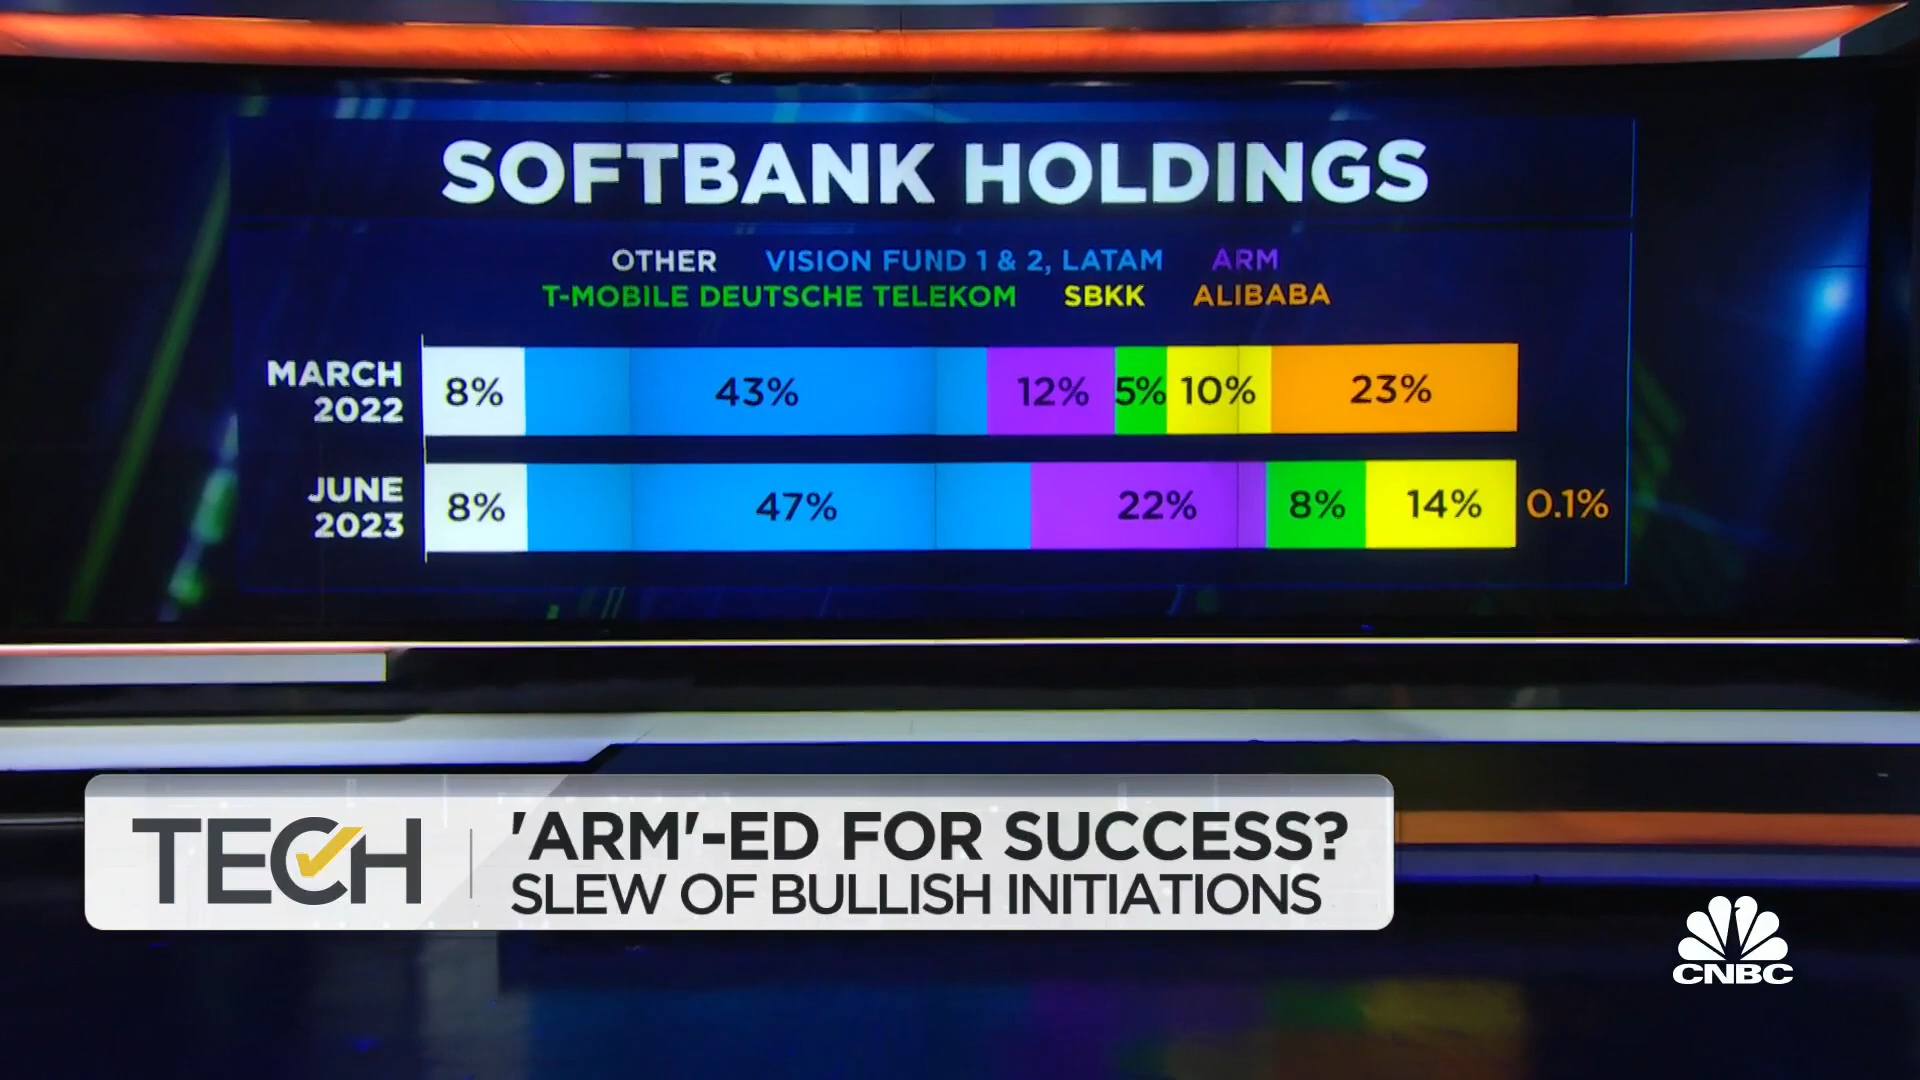 SOFTBANK HOLDINGS
OTHER VISION FUND 1 & 2, LATAM ARM
T-MOBILE DEUTSCHE TELEKOM SBKK ALIBABA
MARCH
2022
8% 43% 12% 5% 10% 23%
JUNE
2023
8% 47% 22% 8% 14% 0.1%
TECH
'ARM'-ED FOR SUCCESS?
SLEW OF BULLISH INITIATIONS
CNBC